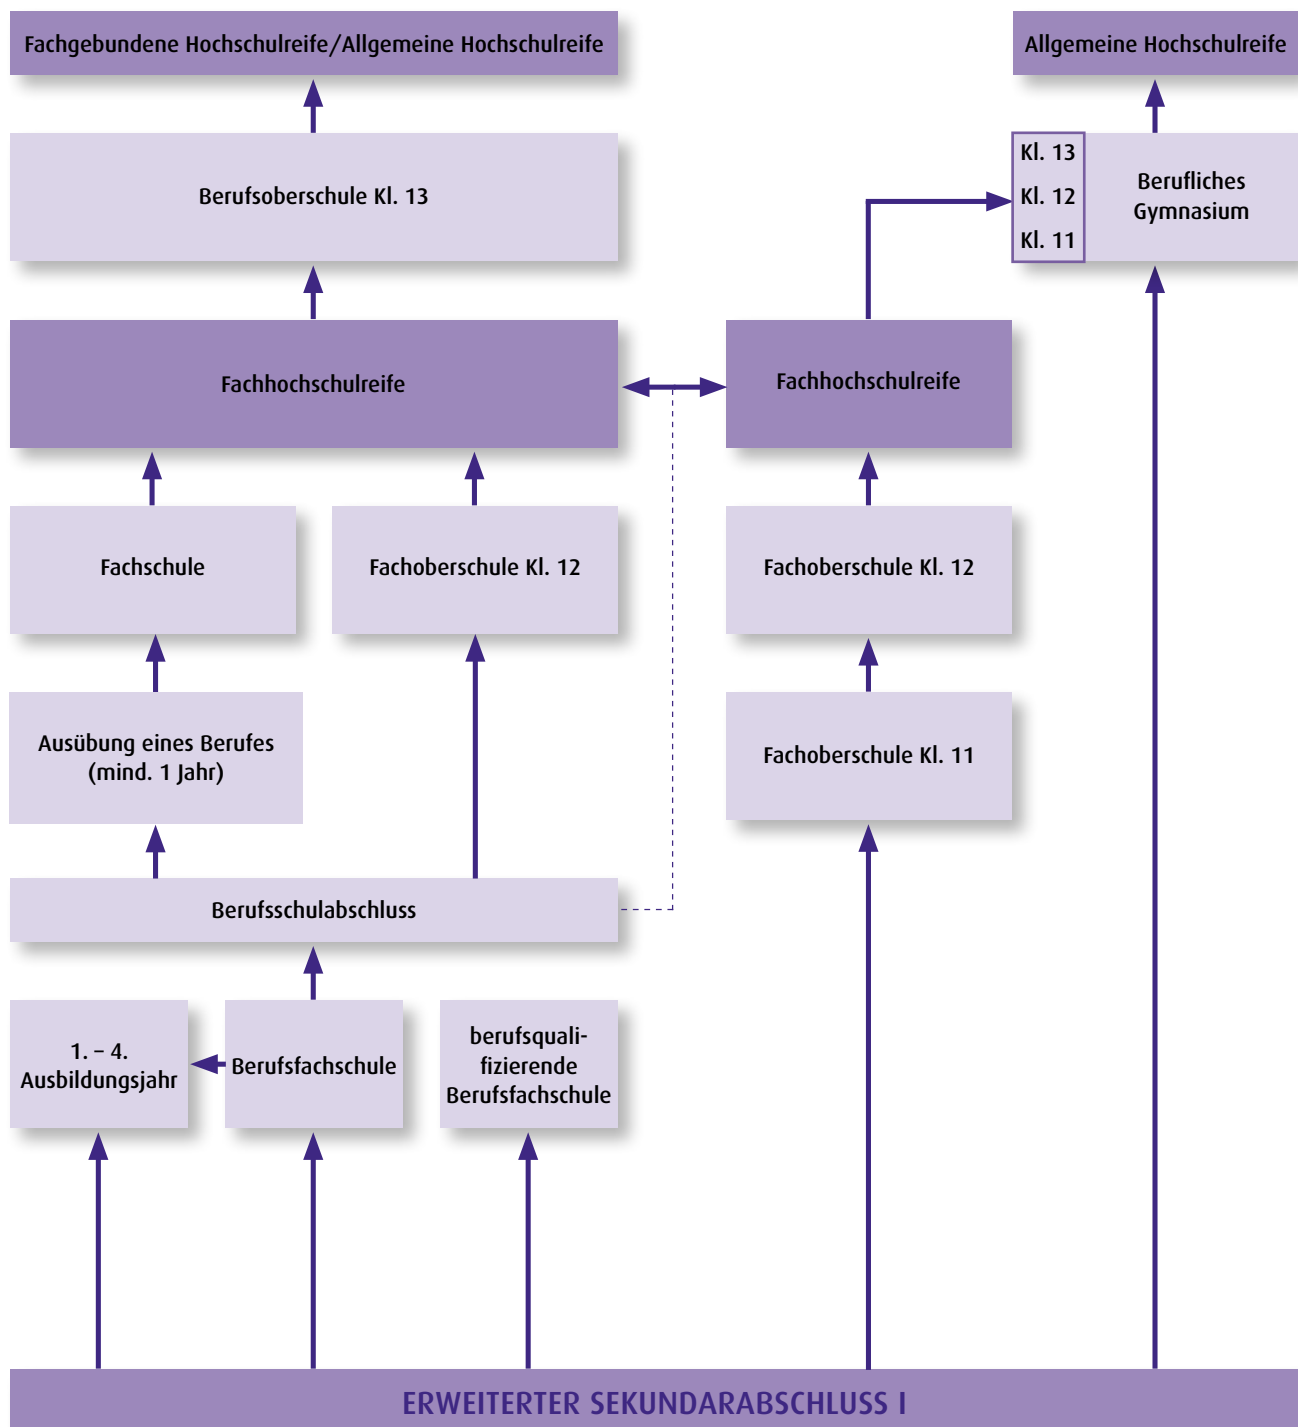 Fachgebundene Hochschulreife/Allgemeine Hochschulreife
Allgemeine Hochschulreife
Berufsoberschule Kl. 13
Kl. 13
Kl. 12
Kl. 11
Berufliches
Gymnasium
Fachhochschulreife
Fachhochschulreife
Fachschule
Fachoberschule Kl. 12
Fachoberschule Kl. 12
Ausübung eines Berufes
(mind. 1 Jahr)
Fachoberschule Kl. 11
Berufsschulabschluss
1. – 4.
Ausbildungsjahr
Berufsfachschule
berufsquali-
fizierende
Berufsfachschule
ERWEITERTER SEKUNDARABSCHLUSS I